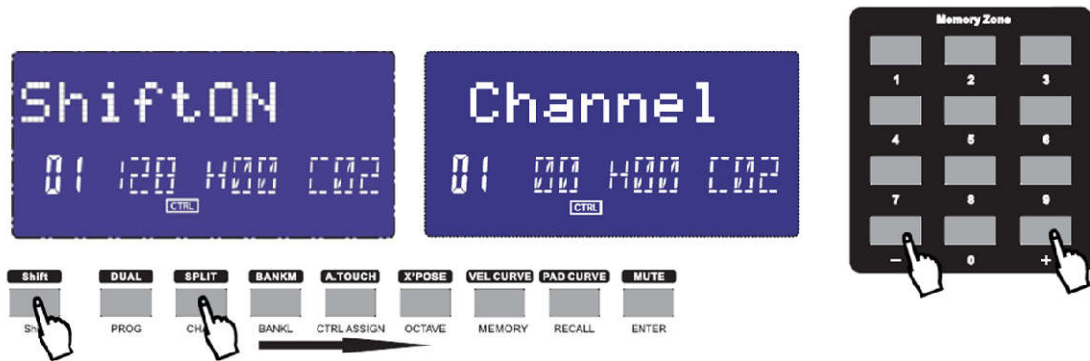 Memory Zone
1 2 3
4 5 6
7 8 9
- 0 +
ShiftON
01 128 H00 C02
CTRL
Channel
01 00 H00 C02
CTRL
Shift DUAL SPLIT BANKM A.TOUCH X'POSE VEL CURVE PAD CURVE MUTE
PROG BANKL CTRL ASSIGN OCTAVE MEMORY RECALL ENTER